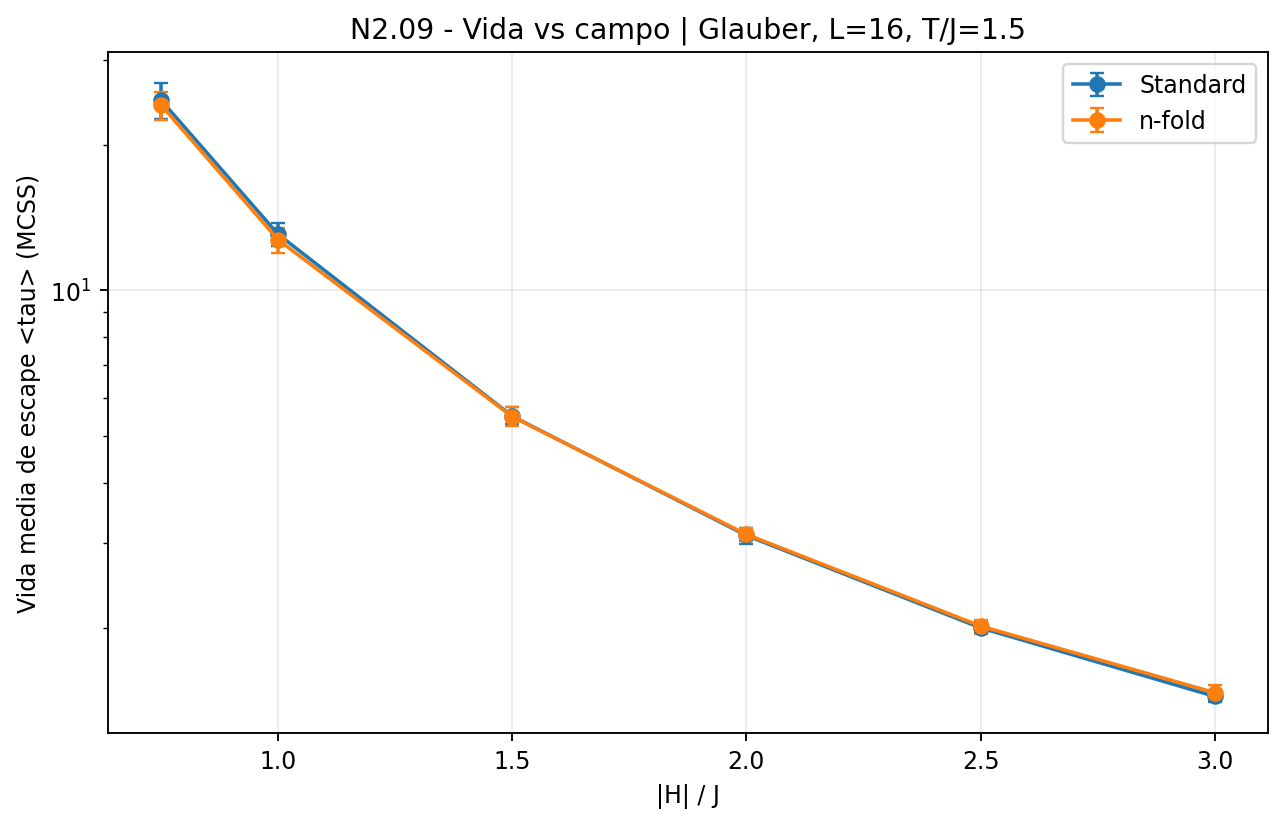 N2.09 - Vida vs campo | Glauber, L=16, T/J=1.5
Standard
n-fold
Vida media de escape <tau> (MCSS)
10¹
1.0
1.5
2.0
2.5
3.0
|H| / J